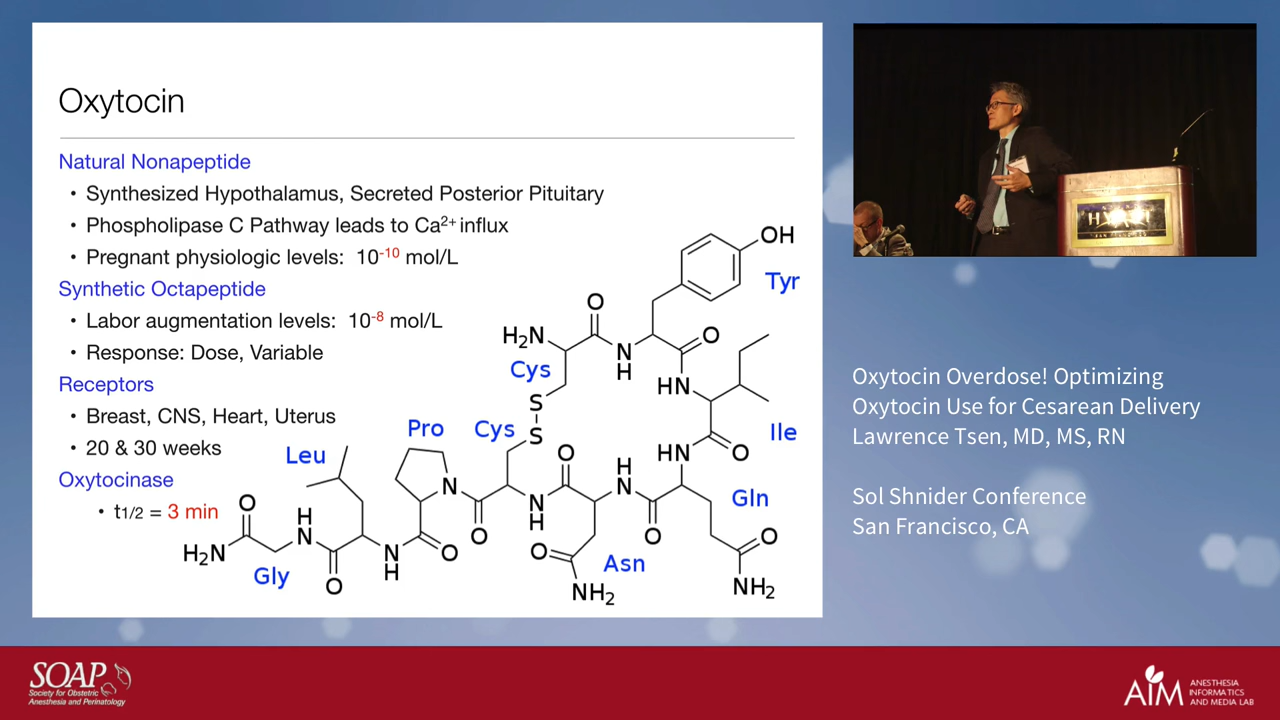 Oxytocin
Natural Nonapeptide
• Synthesized Hypothalamus, Secreted Posterior Pituitary
• Phospholipase C Pathway leads to Ca2+ influx
• Pregnant physiologic levels: 10-10 mol/L
Synthetic Octapeptide
• Labor augmentation levels: 10-8 mol/L
• Response: Dose, Variable
Receptors
• Breast, CNS, Heart, Uterus
• 20 & 30 weeks
Oxytocinase
• t1/2 = 3 min
OH
Tyr
O
H2N
N
H
O
Cys
HN
S
S
Ile
Pro
Cys
Leu
O
HN
O
H
N
Gln
N
O
H
N
O
N
H
O
O
H2N
O
N
H
O
Asn
O
Gly
NH2
NH2
HYATT
Oxytocin Overdose! Optimizing
Oxytocin Use for Cesarean Delivery
Lawrence Tsen, MD, MS, RN
Sol Shnider Conference
San Francisco, CA
SOAP
Society for Obstetric
Anesthesia and Perinatology
AIM
ANESTHESIA
INFORMATICS
AND MEDIA LAB